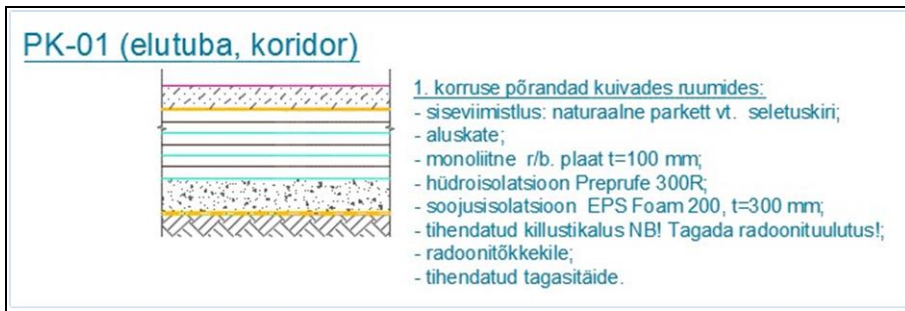 PK-01 (elutuba, koridor)
1. korruse põrandad kuivades ruumides:
- siseviimistlus: naturaalne parkett vt. seletuskiri;
- aluskate;
- monoliitne r/b. plaat t=100 mm;
- hüdroisolatsioon Preprufe 300R;
- soojusisolatsioon EPS Foam 200, t=300 mm;
- tihendatud killustikalus NB! Tagada radoonituulutus!;
- radoonitõkkekile;
- tihendatud tagasitäide.